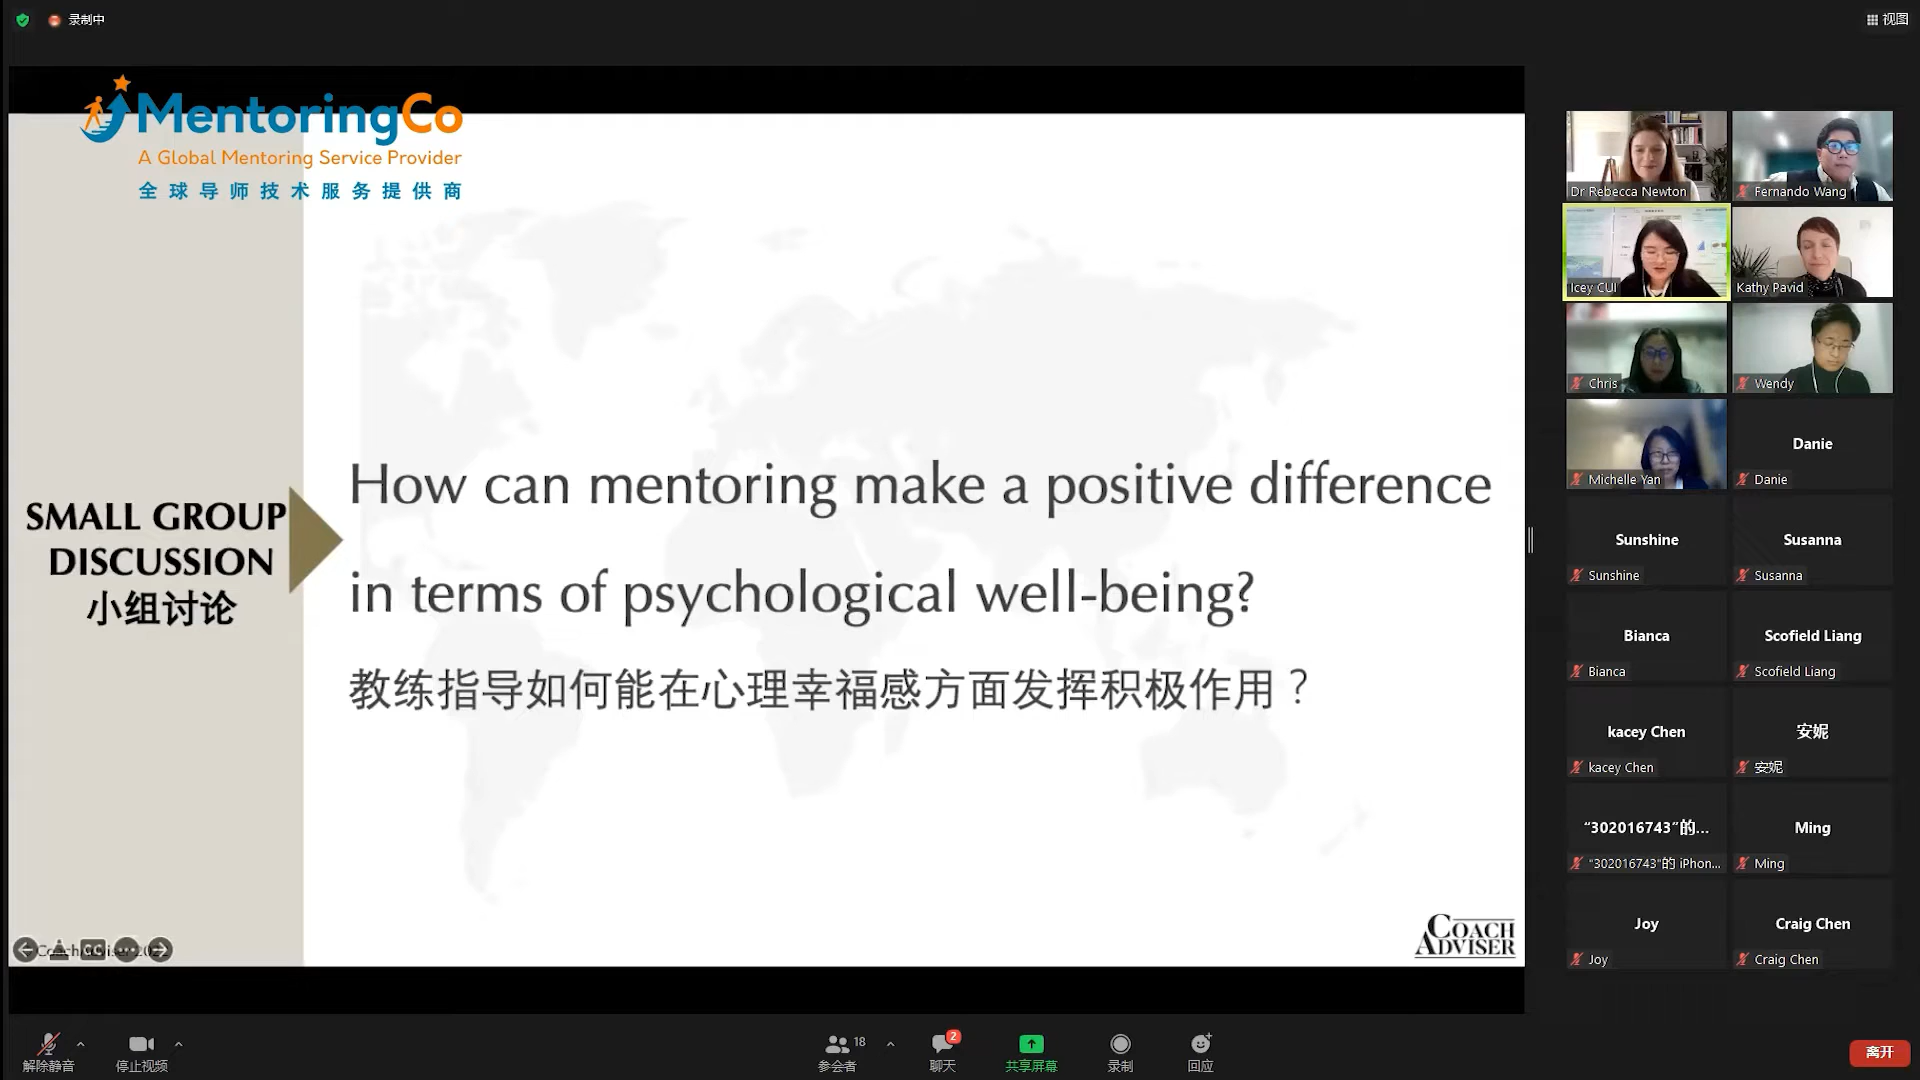 录制中
视图
MentoringCo
A Global Mentoring Service Provider
全球导师技术服务提供商
SMALL GROUP
DISCUSSION
小组讨论
How can mentoring make a positive difference
in terms of psychological well-being?
教练指导如何能在心理幸福感方面发挥积极作用？
COACH
ADVISER
Dr Rebecca Newton
Fernando Wang
Icey CUI
Kathy Pavid
Chris
Wendy
Michelle Yan
Danie
Danie
Sunshine
Susanna
Sunshine
Susanna
Bianca
Scofield Liang
Bianca
Scofield Liang
kacey Chen
安妮
kacey Chen
安妮
“302016743”的...
Ming
“302016743”的 iPhon...
Ming
Joy
Craig Chen
Joy
Craig Chen
解除静音
停止视频
18
参会者
2
聊天
共享屏幕
录制
回应
离开